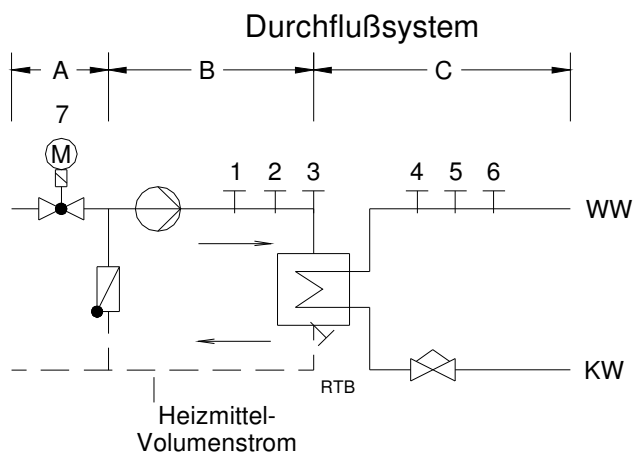 Durchflußsystem
A B C
7
M
1 2 3 4 5 6
WW
KW
RTB
Heizmittel-
Volumenstrom